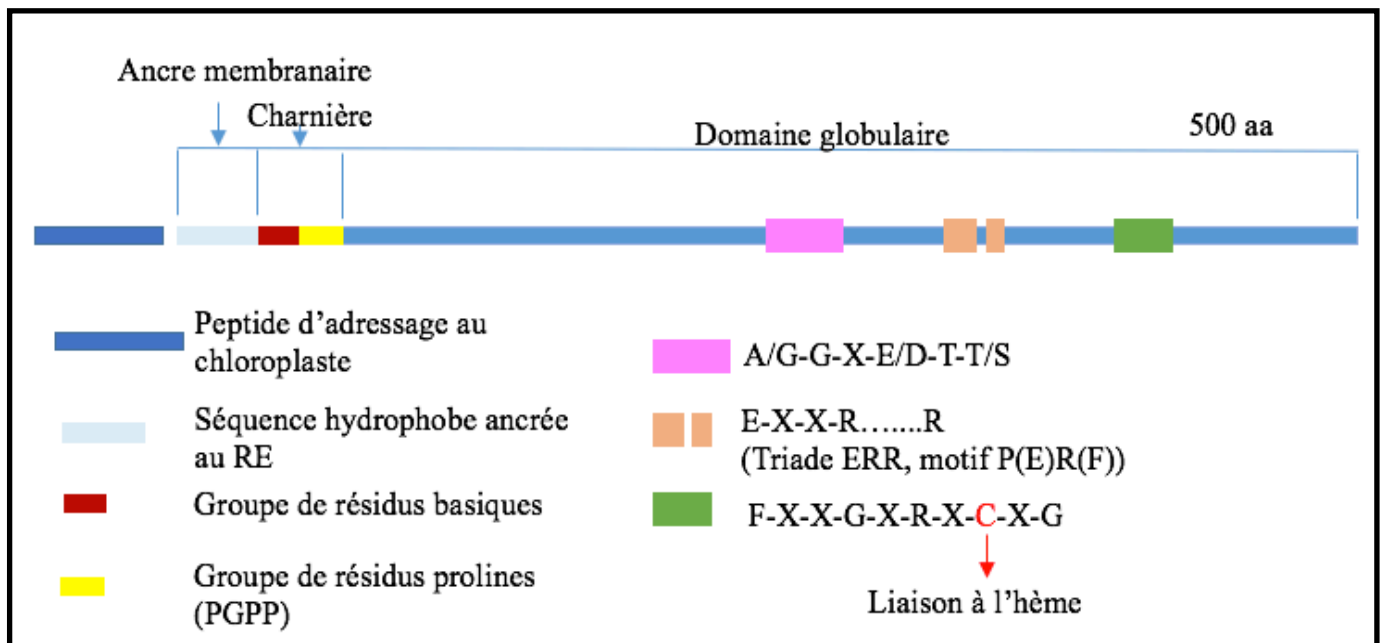 Ancre membranaire
Charnière
Domaine globulaire
500 aa
Peptide d'adressage au
chloroplaste
Séquence hydrophobe ancrée
au RE
Groupe de résidus basiques
Groupe de résidus prolines
(PGPP)
A/G-G-X-E/D-T-T/S
E-X-X-R…....R
(Triade ERR, motif P(E)R(F))
F-X-X-G-X-R-X-C-X-G
Liaison à l'hème